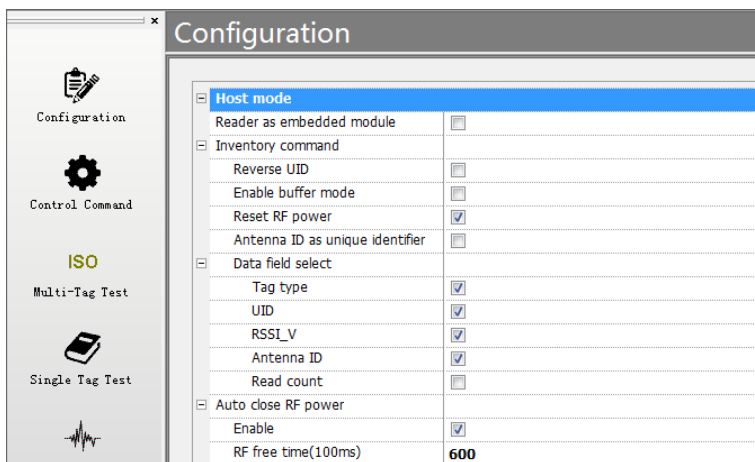 x
Configuration
Configuration
Control Command
ISO
Multi-Tag Test
Single Tag Test
Host mode
Reader as embedded module
Inventory command
Reverse UID
Enable buffer mode
Reset RF power
Antenna ID as unique identifier
Data field select
Tag type
UID
RSSI_V
Antenna ID
Read count
Auto close RF power
Enable
RF free time(100ms) 600